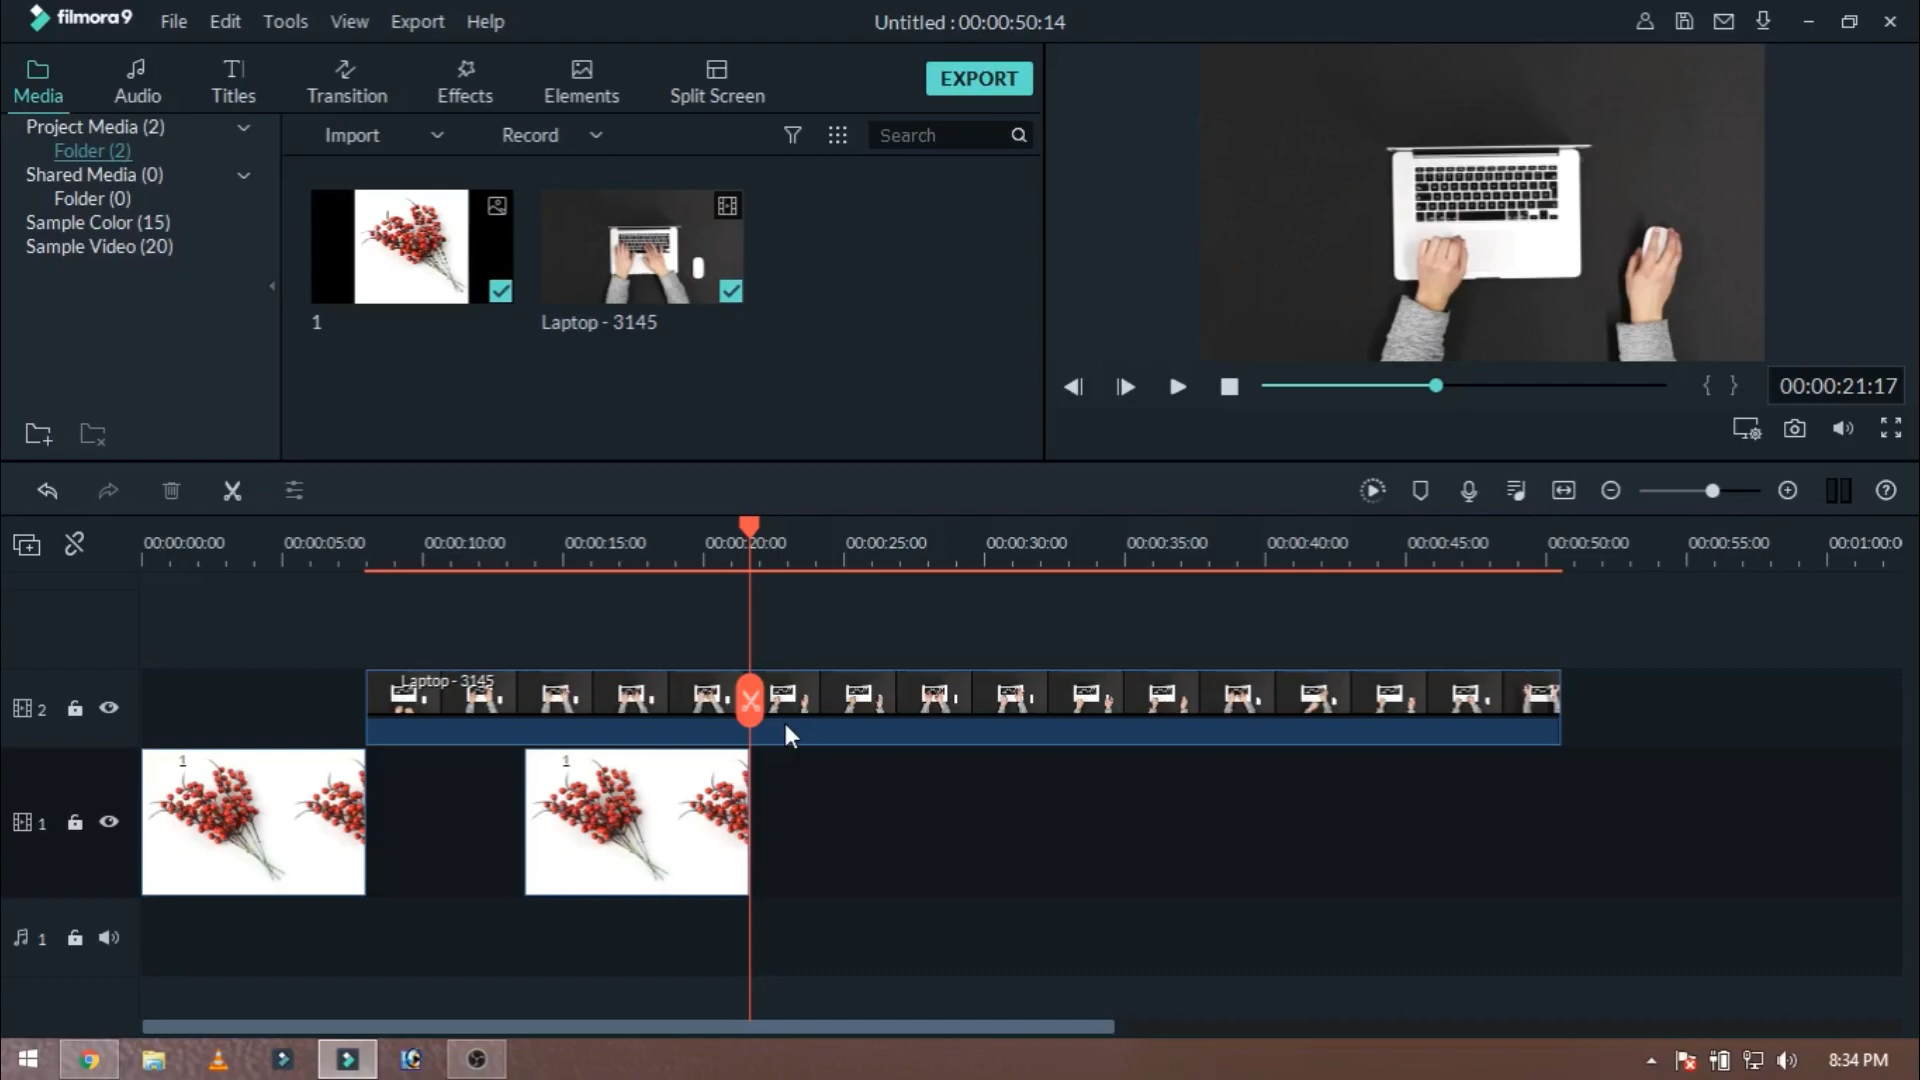 filmora9 File Edit Tools View Export Help Untitled : 00:00:50:14
Media Audio Titles Transition Effects Elements Split Screen EXPORT
Project Media (2)
Folder (2)
Shared Media (0)
Folder (0)
Sample Color (15)
Sample Video (20)
Import Record Search
1 Laptop - 3145
00:00:21:17
00:00:00:00 00:00:05:00 00:00:10:00 00:00:15:00 00:00:20:00 00:00:25:00 00:00:30:00 00:00:35:00 00:00:40:00 00:00:45:00 00:00:50:00 00:00:55:00 00:01:00:0
2 Laptop - 3145
1 1 1
1
8:34 PM